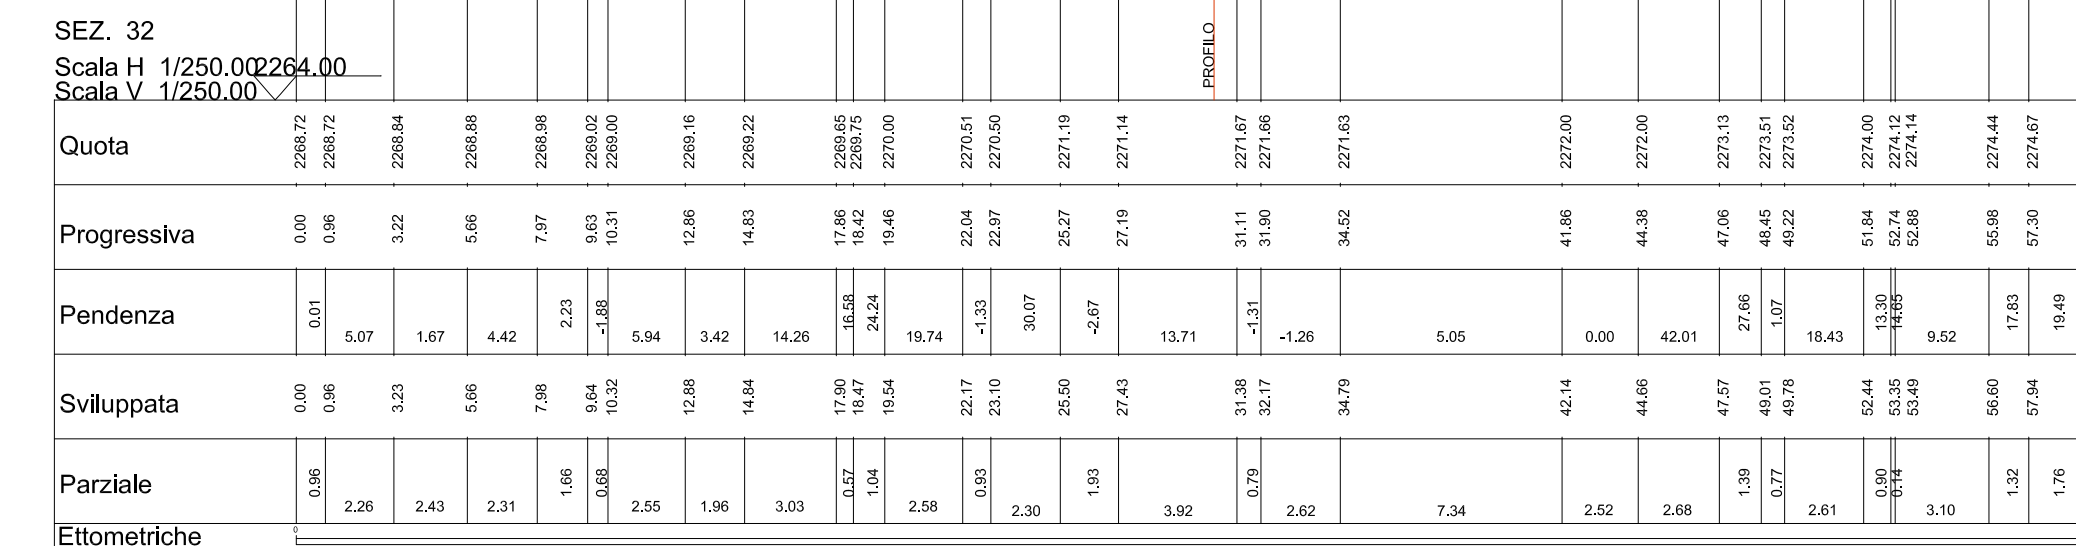 SEZ. 32
Scala H 1/250.00 2264.00
Scala V 1/250.00
PROFILO
Quota 2268.72 2268.72 2268.84 2268.88 2268.98 2269.02 2269.00 2269.16 2269.22 2269.65 2269.75 2270.00 2270.51 2270.50 2271.19 2271.14 2271.67 2271.66 2271.63 2272.00 2272.00 2273.13 2273.51 2273.52 2274.00 2274.12 2274.14 2274.44 2274.67
Progressiva 0.00 0.96 3.22 5.66 7.97 9.63 10.31 12.86 14.83 17.86 18.42 19.46 22.04 22.97 25.27 27.19 31.11 31.90 34.52 41.86 44.38 47.06 48.45 49.22 51.84 52.74 52.88 55.98 57.30
Pendenza 0.01 5.07 1.67 4.42 2.23 -1.88 5.94 3.42 14.26 16.58 24.24 19.74 -1.33 30.07 -2.67 13.71 -1.31 -1.26 5.05 0.00 42.01 27.66 1.07 18.43 13.30 14.65 9.52 17.83 19.49
Sviluppata 0.00 0.96 3.23 5.66 7.98 9.64 10.32 12.88 14.84 17.90 18.47 19.54 22.17 23.10 25.50 27.43 31.38 32.17 34.79 42.14 44.66 47.57 49.01 49.78 52.44 53.35 53.49 56.60 57.94
Parziale 0.96 2.26 2.43 2.31 1.66 0.68 2.55 1.96 3.03 0.57 1.04 2.58 0.93 2.30 1.93 3.92 0.79 2.62 7.34 2.52 2.68 1.39 0.77 2.61 0.90 0.14 3.10 1.32 1.76
Ettometriche 0